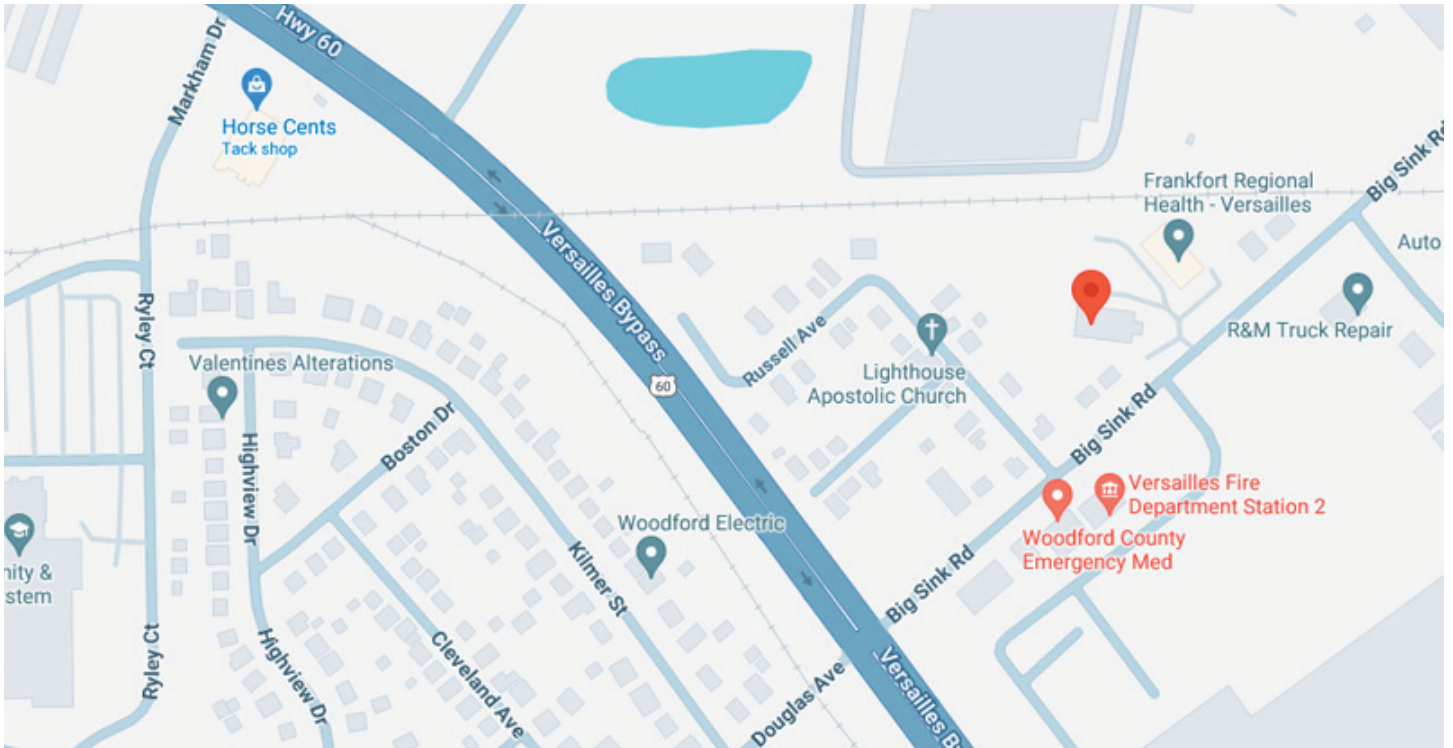 Hwy 60
Markham Dr
Horse Cents
Tack shop
Big Sink Rd
Frankfort Regional
Health - Versailles
Auto
Versailles Bypass
Ryley Ct
Russell Ave
R&M Truck Repair
Valentines Alterations
60
Lighthouse
Apostolic Church
Boston Dr
Big Sink Rd
Highview Dr
Versailles Fire
Department Station 2
Woodford Electric
Woodford County
Emergency Med
nity &
stem
Kilmer St
Big Sink Rd
Ryley Ct
Highview Dr
Cleveland Ave
Douglas Ave
Versailles B